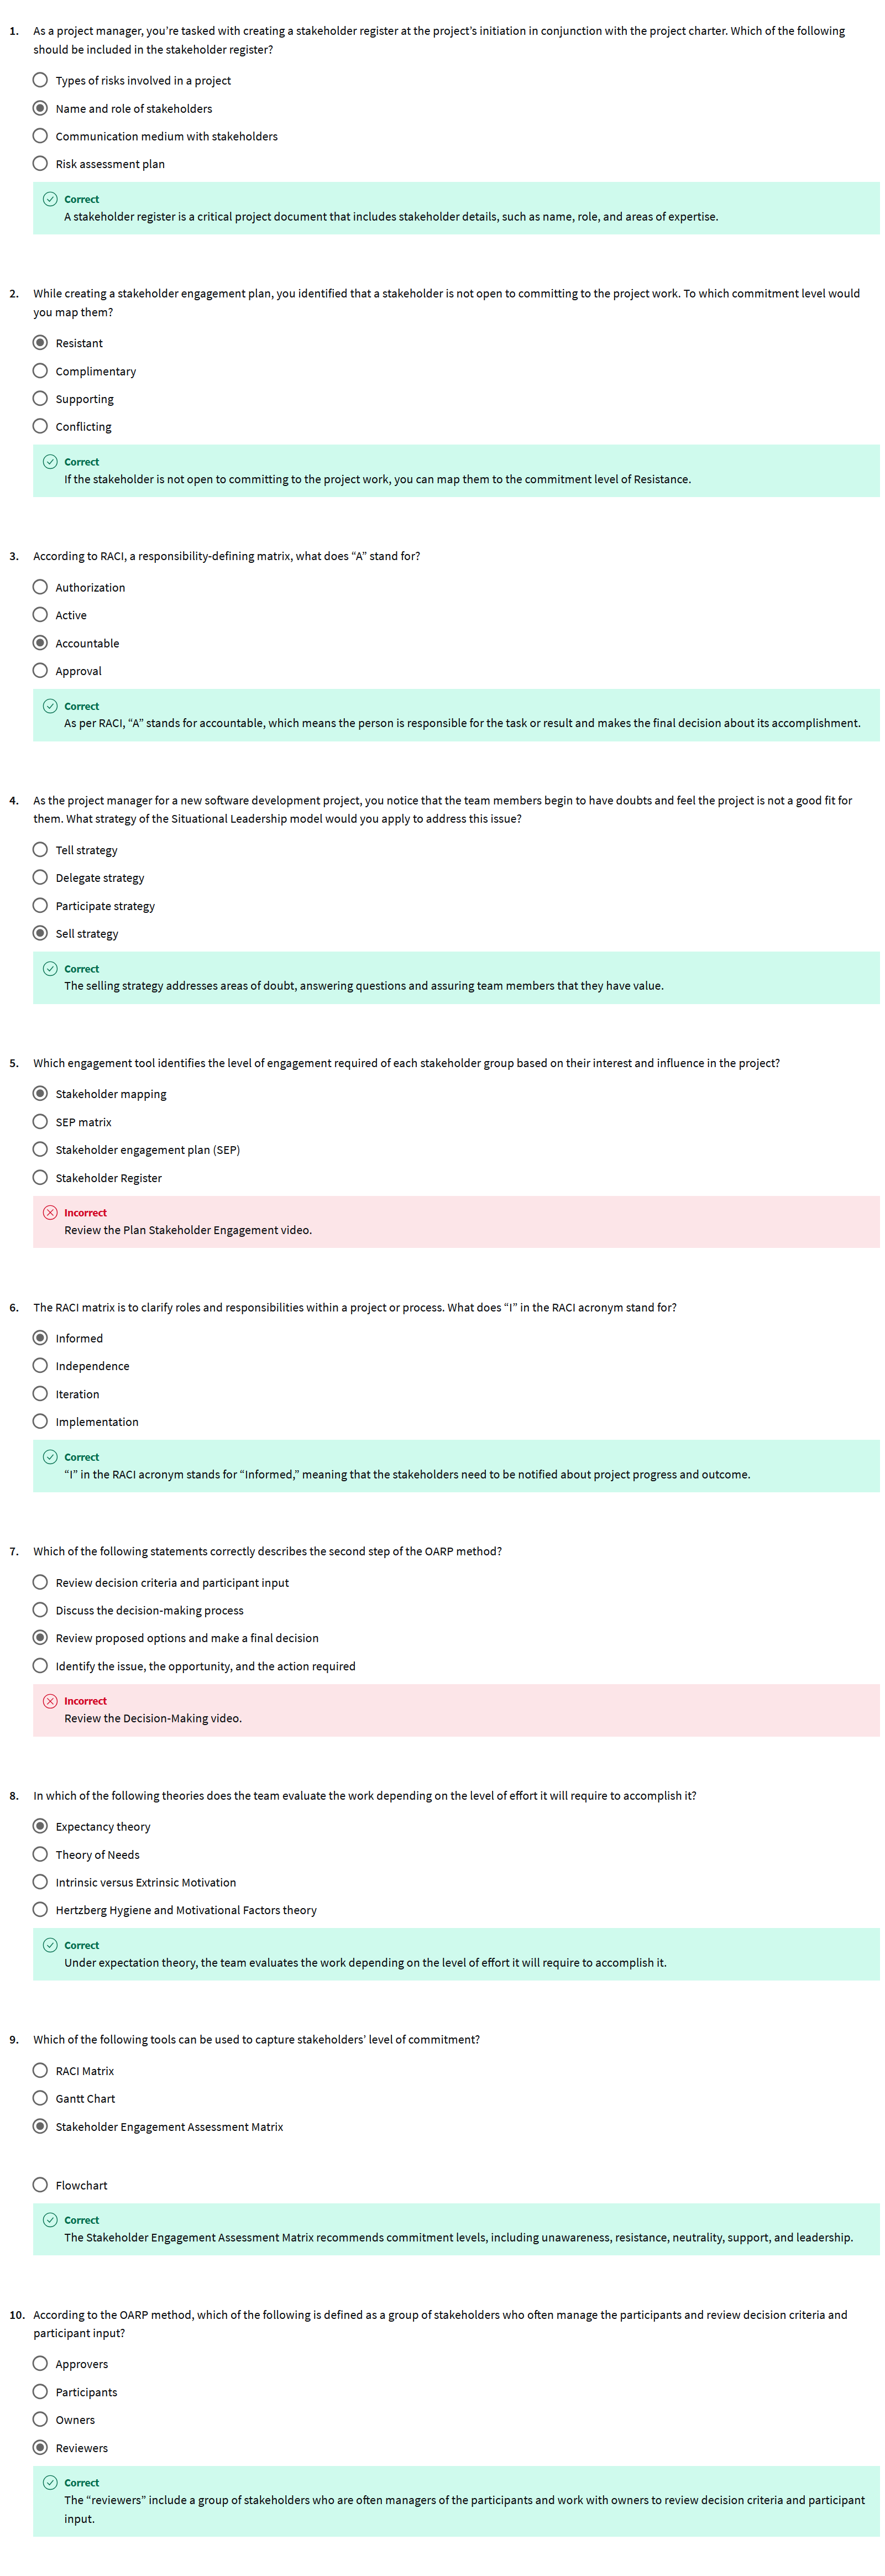 1. As a project manager, you're tasked with creating a stakeholder register at the project's initiation in conjunction with the project charter. Which of the following
should be included in the stakeholder register?
Types of risks involved in a project
Name and role of stakeholders
Communication medium with stakeholders
Risk assessment plan
Correct
A stakeholder register is a critical project document that includes stakeholder details, such as name, role, and areas of expertise.
2. While creating a stakeholder engagement plan, you identified that a stakeholder is not open to committing to the project work. To which commitment level would
you map them?
Resistant
Complimentary
Supporting
Conflicting
Correct
If the stakeholder is not open to committing to the project work, you can map them to the commitment level of Resistance.
3. According to RACI, a responsibility-defining matrix, what does “A” stand for?
Authorization
Active
Accountable
Approval
Correct
As per RACI, “A” stands for accountable, which means the person is responsible for the task or result and makes the final decision about its accomplishment.
4. As the project manager for a new software development project, you notice that the team members begin to have doubts and feel the project is not a good fit for
them. What strategy of the Situational Leadership model would you apply to address this issue?
Tell strategy
Delegate strategy
Participate strategy
Sell strategy
Correct
The selling strategy addresses areas of doubt, answering questions and assuring team members that they have value.
5. Which engagement tool identifies the level of engagement required of each stakeholder group based on their interest and influence in the project?
Stakeholder mapping
SEP matrix
Stakeholder engagement plan (SEP)
Stakeholder Register
Incorrect
Review the Plan Stakeholder Engagement video.
6. The RACI matrix is to clarify roles and responsibilities within a project or process. What does “I” in the RACI acronym stand for?
Informed
Independence
Iteration
Implementation
Correct
“I” in the RACI acronym stands for “Informed,” meaning that the stakeholders need to be notified about project progress and outcome.
7. Which of the following statements correctly describes the second step of the OARP method?
Review decision criteria and participant input
Discuss the decision-making process
Review proposed options and make a final decision
Identify the issue, the opportunity, and the action required
Incorrect
Review the Decision-Making video.
8. In which of the following theories does the team evaluate the work depending on the level of effort it will require to accomplish it?
Expectancy theory
Theory of Needs
Intrinsic versus Extrinsic Motivation
Hertzberg Hygiene and Motivational Factors theory
Correct
Under expectation theory, the team evaluates the work depending on the level of effort it will require to accomplish it.
9. Which of the following tools can be used to capture stakeholders' level of commitment?
RACI Matrix
Gantt Chart
Stakeholder Engagement Assessment Matrix
Flowchart
Correct
The Stakeholder Engagement Assessment Matrix recommends commitment levels, including unawareness, resistance, neutrality, support, and leadership.
10. According to the OARP method, which of the following is defined as a group of stakeholders who often manage the participants and review decision criteria and
participant input?
Approvers
Participants
Owners
Reviewers
Correct
The “reviewers” include a group of stakeholders who are often managers of the participants and work with owners to review decision criteria and participant
input.